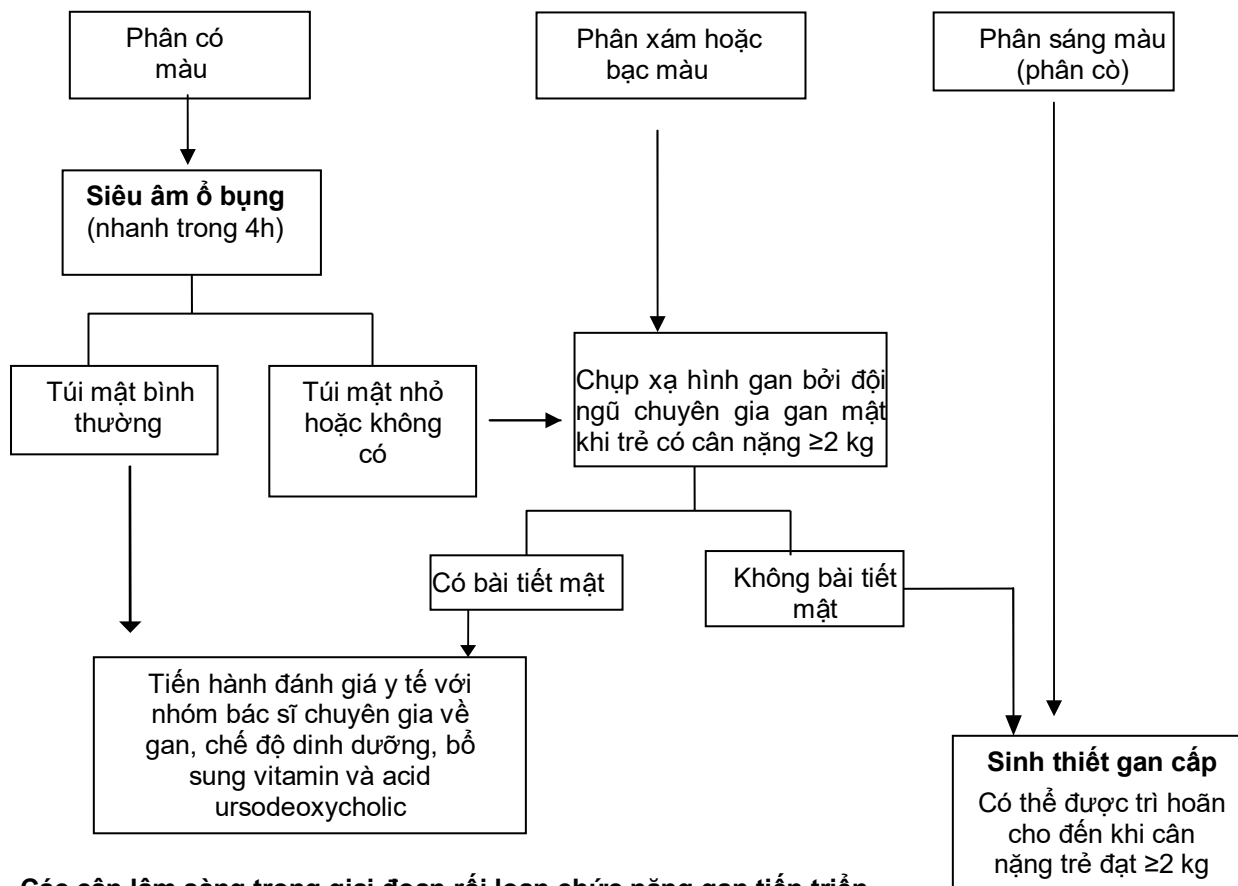 Phân có
màu
Phân xám hoặc
bạc màu
Phân sáng màu
(phân cò)
Siêu âm ổ bụng
(nhanh trong 4h)
Túi mật bình
thường
Túi mật nhỏ
hoặc không
có
Chụp xạ hình gan bởi đội
ngũ chuyên gia gan mật
khi trẻ có cân nặng ≥2 kg
Có bài tiết mật
Không bài tiết
mật
Tiến hành đánh giá y tế với
nhóm bác sĩ chuyên gia về
gan, chế độ dinh dưỡng, bổ
sung vitamin và acid
ursodeoxycholic
Sinh thiết gan cấp
Có thể được trì hoãn
cho đến khi cân
nặng trẻ đạt ≥2 kg